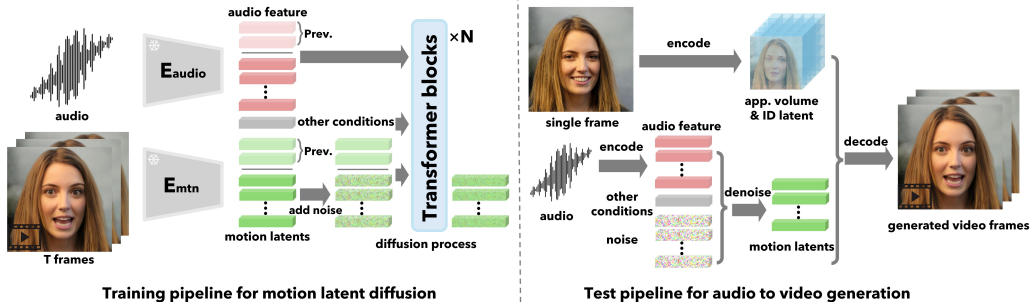 audio feature
Prev.
×N
Eaudio
audio
other conditions
Prev.
Emtn
add noise
Transformer blocks
motion latents
diffusion process
T frames
Training pipeline for motion latent diffusion
encode
single frame
app. volume
& ID latent
audio feature
encode
decode
audio
other
conditions
denoise
noise
motion latents
generated video frames
Test pipeline for audio to video generation